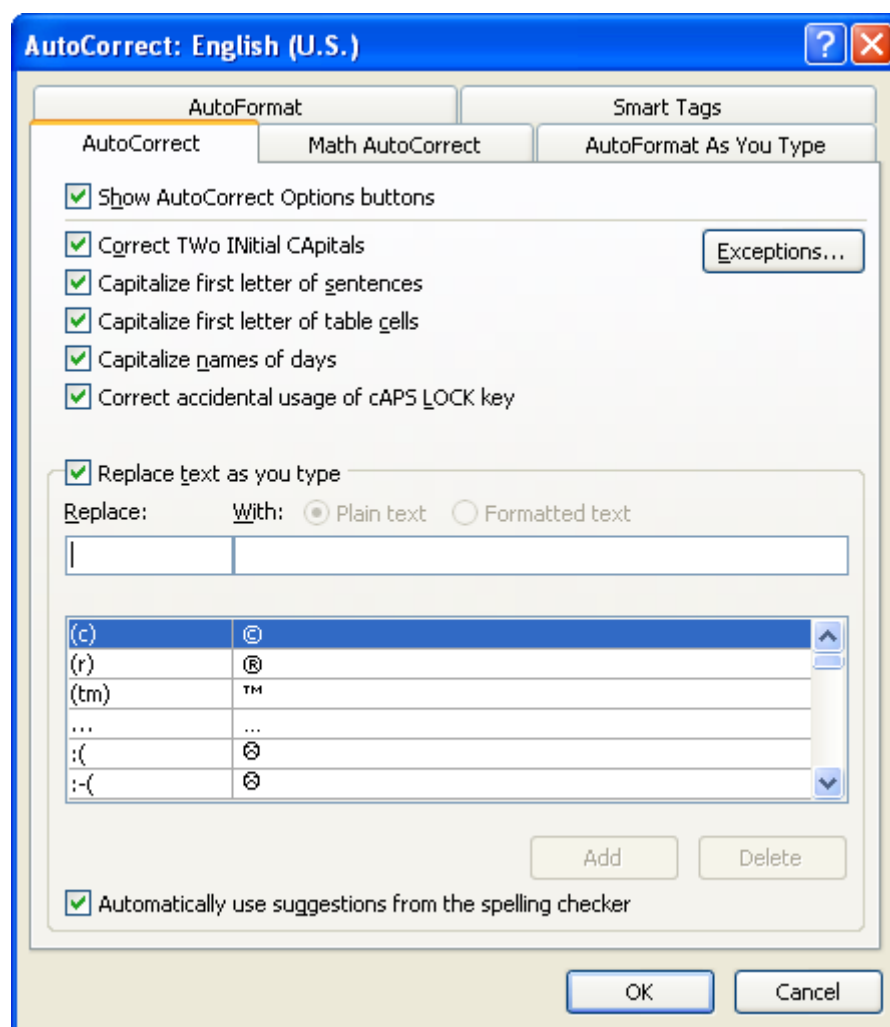 AutoCorrect: English (U.S.)
AutoFormat Smart Tags
AutoCorrect Math AutoCorrect AutoFormat As You Type
Show AutoCorrect Options buttons
Correct TWo INitial CApitals Exceptions...
Capitalize first letter of sentences
Capitalize first letter of table cells
Capitalize names of days
Correct accidental usage of cAPS LOCK key
Replace text as you type
Replace: With: Plain text Formatted text
(c) ©
(r) ®
(tm) ™
... ...
:( ☹
:-( ☹
Add Delete
Automatically use suggestions from the spelling checker
OK Cancel